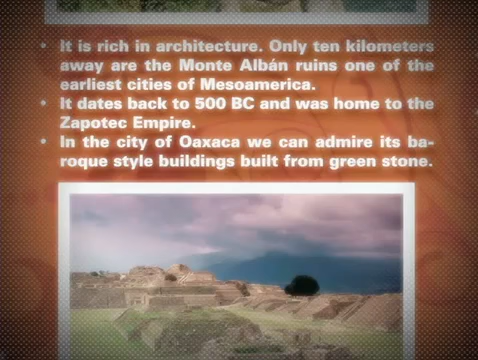 • It is rich in architecture. Only ten kilometers
away are the Monte Albán ruins one of the
earliest cities of Mesoamerica.
• It dates back to 500 BC and was home to the
Zapotec Empire.
• In the city of Oaxaca we can admire its ba-
roque style buildings built from green stone.